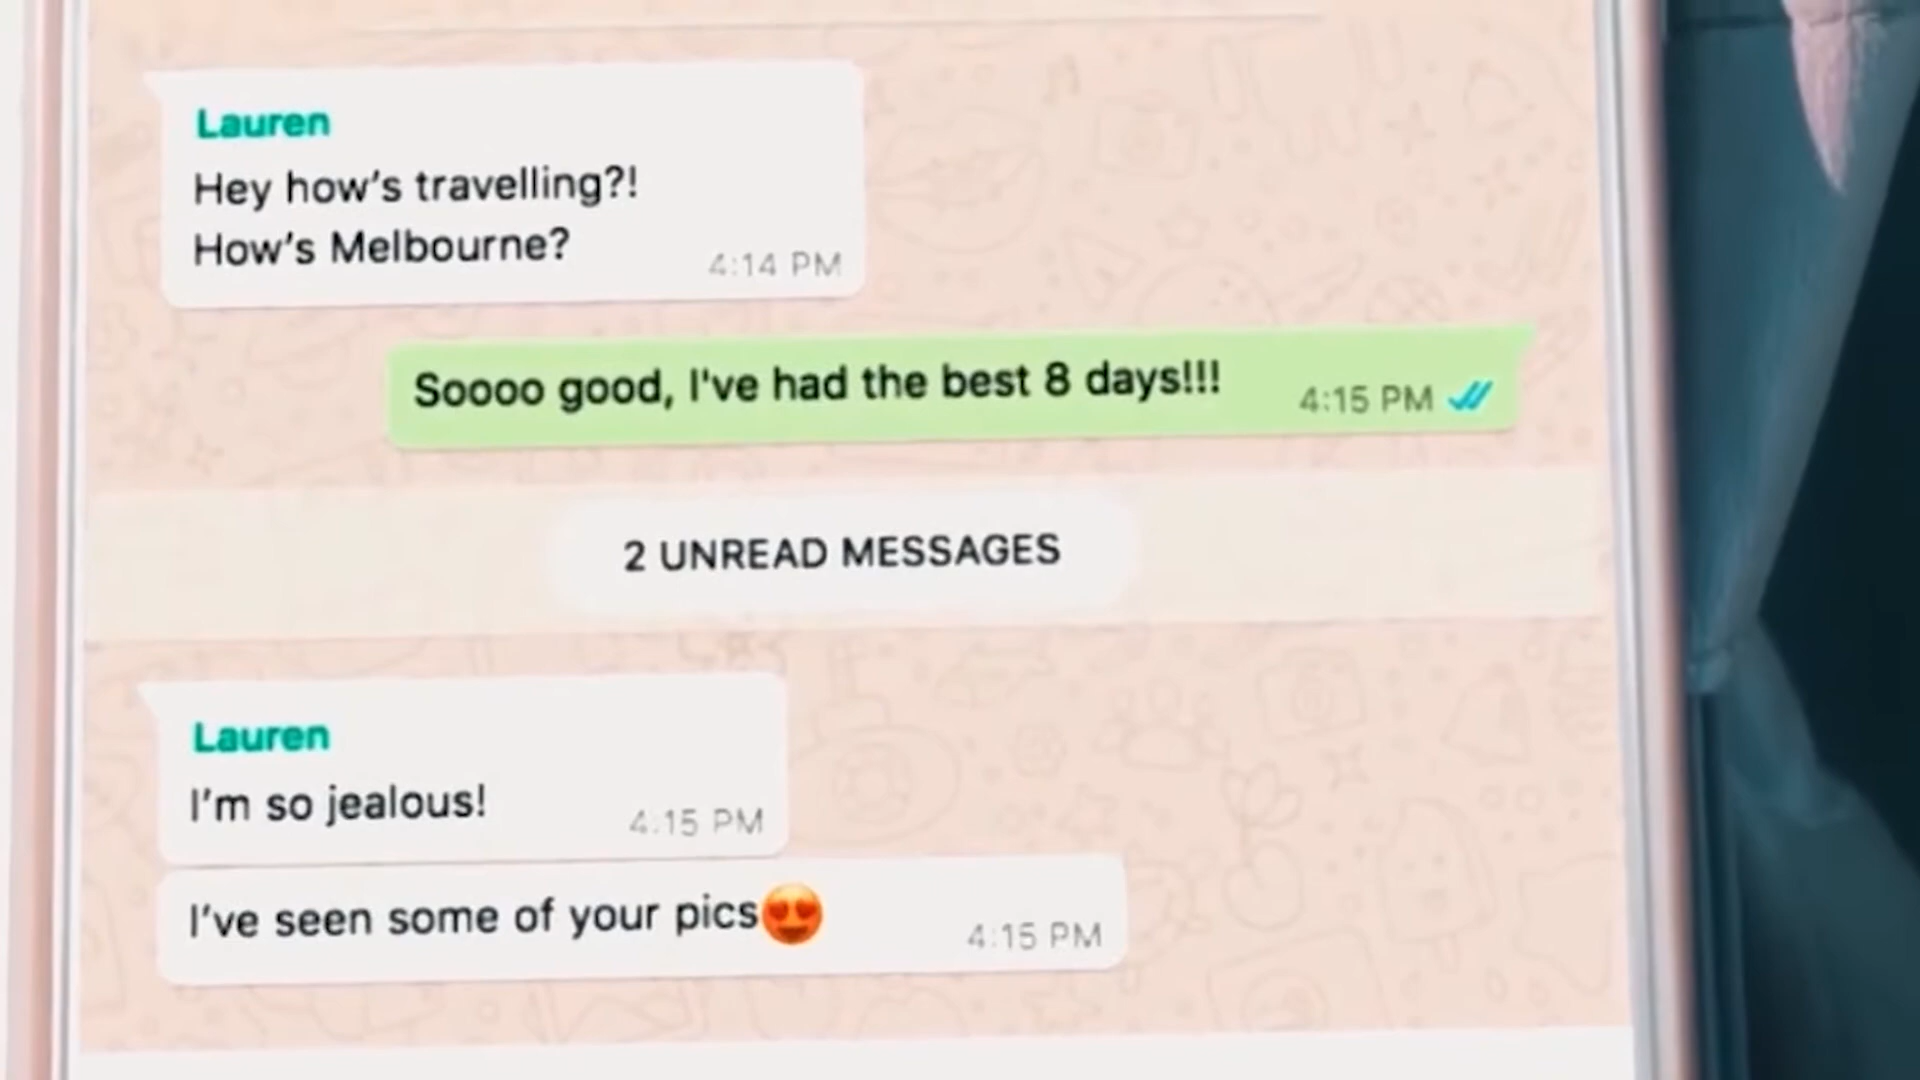 Lauren
Hey how's travelling?!
How's Melbourne?
4:14 PM
Soooo good, I've had the best 8 days!!!
4:15 PM
2 UNREAD MESSAGES
Lauren
I'm so jealous!
4:15 PM
I've seen some of your pics😍
4:15 PM